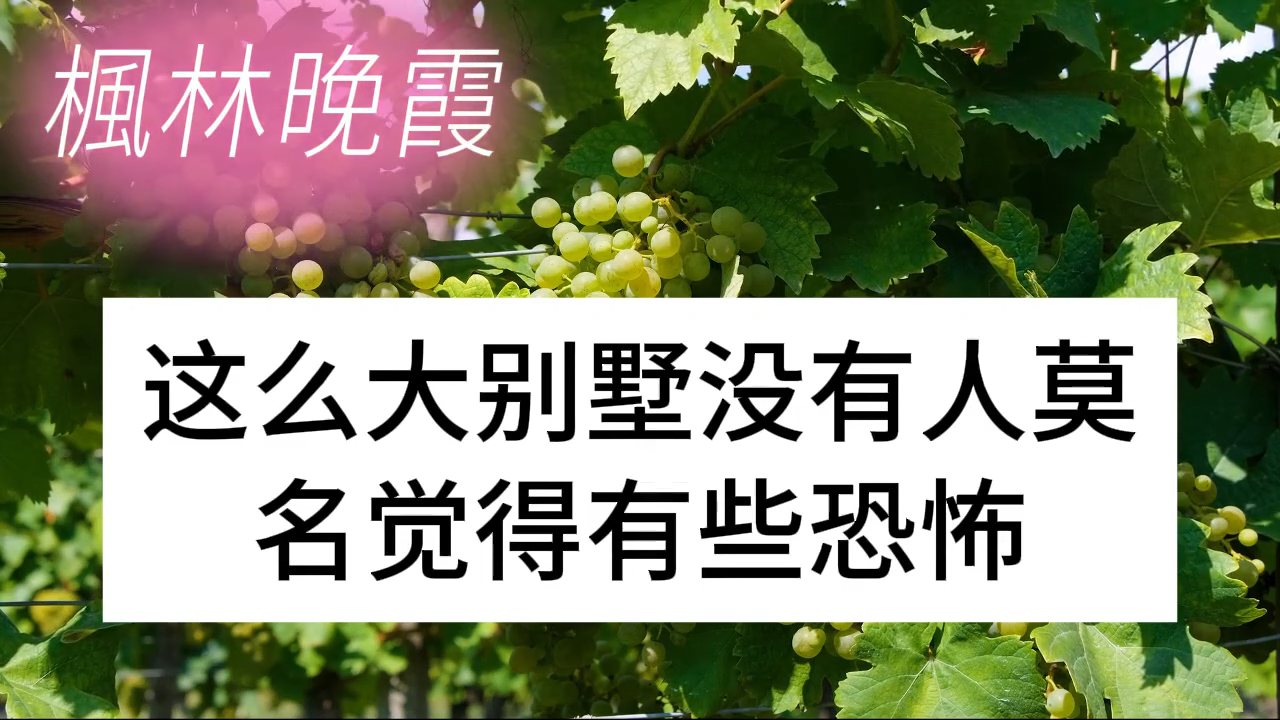 楓林晚霞
这么大别墅没有人莫
名觉得有些恐怖